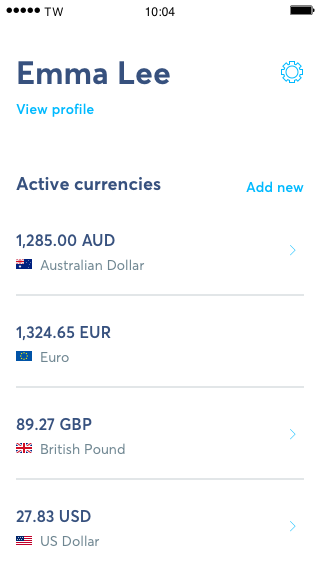 TW 10:04
Emma Lee
View profile
Active currencies Add new
1,285.00 AUD
Australian Dollar
1,324.65 EUR
Euro
89.27 GBP
British Pound
27.83 USD
US Dollar